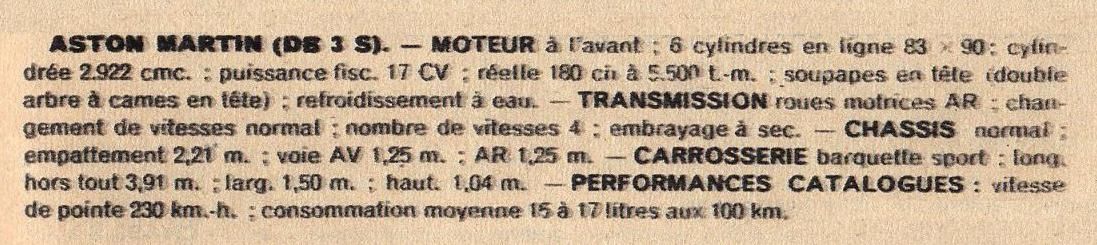 ASTON MARTIN (DB 3 S). — MOTEUR à l'avant ; 6 cylindres en ligne 83 × 90 ; cylin-
drée 2.922 cmc. ; puissance fisc. 17 CV ; réelle 180 ch à 5.500 t.-m. ; soupapes en tête (double
arbre à cames en tête) ; refroidissement à eau. — TRANSMISSION roues motrices AR ; chan-
gement de vitesses normal ; nombre de vitesses 4 ; embrayage à sec. — CHASSIS normal ;
empattement 2,21 m. ; voie AV 1,25 m. ; AR 1,25 m. — CARROSSERIE barquette sport ; long.
hors tout 3,91 m. ; larg. 1,50 m. ; haut. 1,04 m. — PERFORMANCES CATALOGUES : vitesse
de pointe 230 km.-h. ; consommation moyenne 15 à 17 litres aux 100 km.